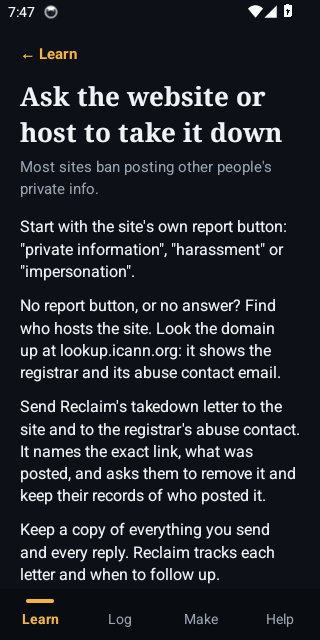 7:47
← Learn
Ask the website or
host to take it down
Most sites ban posting other people's
private info.
Start with the site's own report button:
"private information", "harassment" or
"impersonation".
No report button, or no answer? Find
who hosts the site. Look the domain
up at lookup.icann.org: it shows the
registrar and its abuse contact email.
Send Reclaim's takedown letter to the
site and to the registrar's abuse contact.
It names the exact link, what was
posted, and asks them to remove it and
keep their records of who posted it.
Keep a copy of everything you send
and every reply. Reclaim tracks each
letter and when to follow up.
Learn Log Make Help